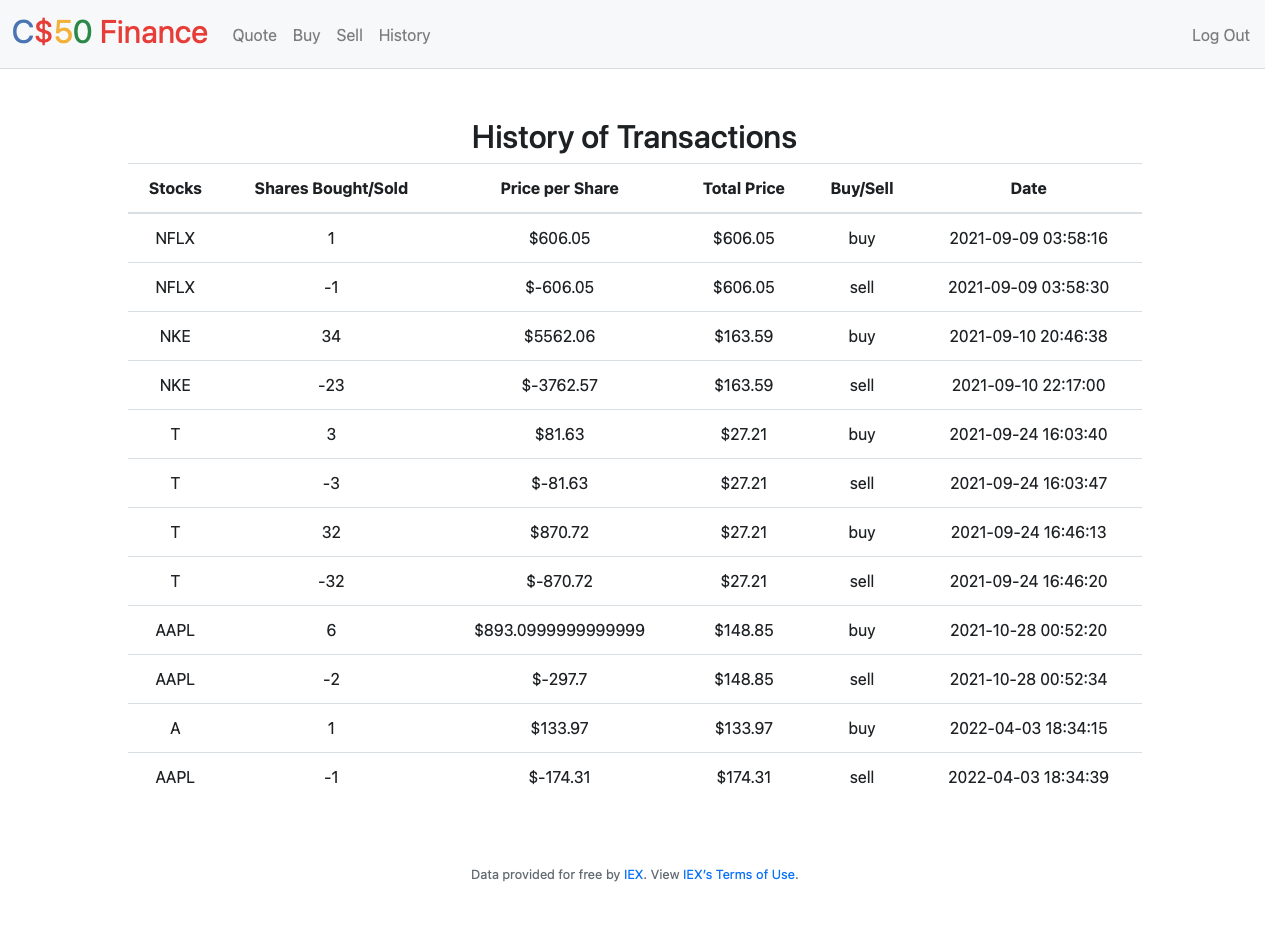 C$50 Finance Quote Buy Sell History Log Out
History of Transactions
Stocks Shares Bought/Sold Price per Share Total Price Buy/Sell Date
NFLX 1 $606.05 $606.05 buy 2021-09-09 03:58:16
NFLX -1 $-606.05 $606.05 sell 2021-09-09 03:58:30
NKE 34 $5562.06 $163.59 buy 2021-09-10 20:46:38
NKE -23 $-3762.57 $163.59 sell 2021-09-10 22:17:00
T 3 $81.63 $27.21 buy 2021-09-24 16:03:40
T -3 $-81.63 $27.21 sell 2021-09-24 16:03:47
T 32 $870.72 $27.21 buy 2021-09-24 16:46:13
T -32 $-870.72 $27.21 sell 2021-09-24 16:46:20
AAPL 6 $893.0999999999999 $148.85 buy 2021-10-28 00:52:20
AAPL -2 $-297.7 $148.85 sell 2021-10-28 00:52:34
A 1 $133.97 $133.97 buy 2022-04-03 18:34:15
AAPL -1 $-174.31 $174.31 sell 2022-04-03 18:34:39
Data provided for free by IEX. View IEX's Terms of Use.